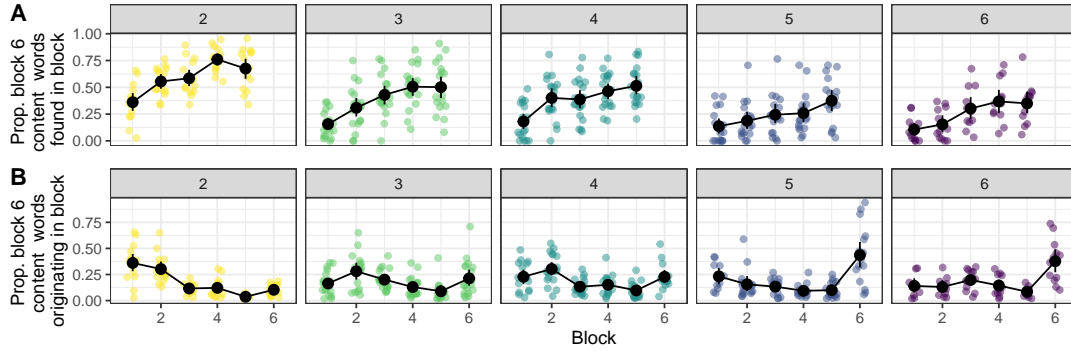 A
2 3 4 5 6
Prop. block 6
content words
found in block
1.00
0.75
0.50
0.25
0.00
B
2 3 4 5 6
Prop. block 6
content words
originating in block
0.75
0.50
0.25
0.00
2 4 6 2 4 6 2 4 6 2 4 6 2 4 6
Block